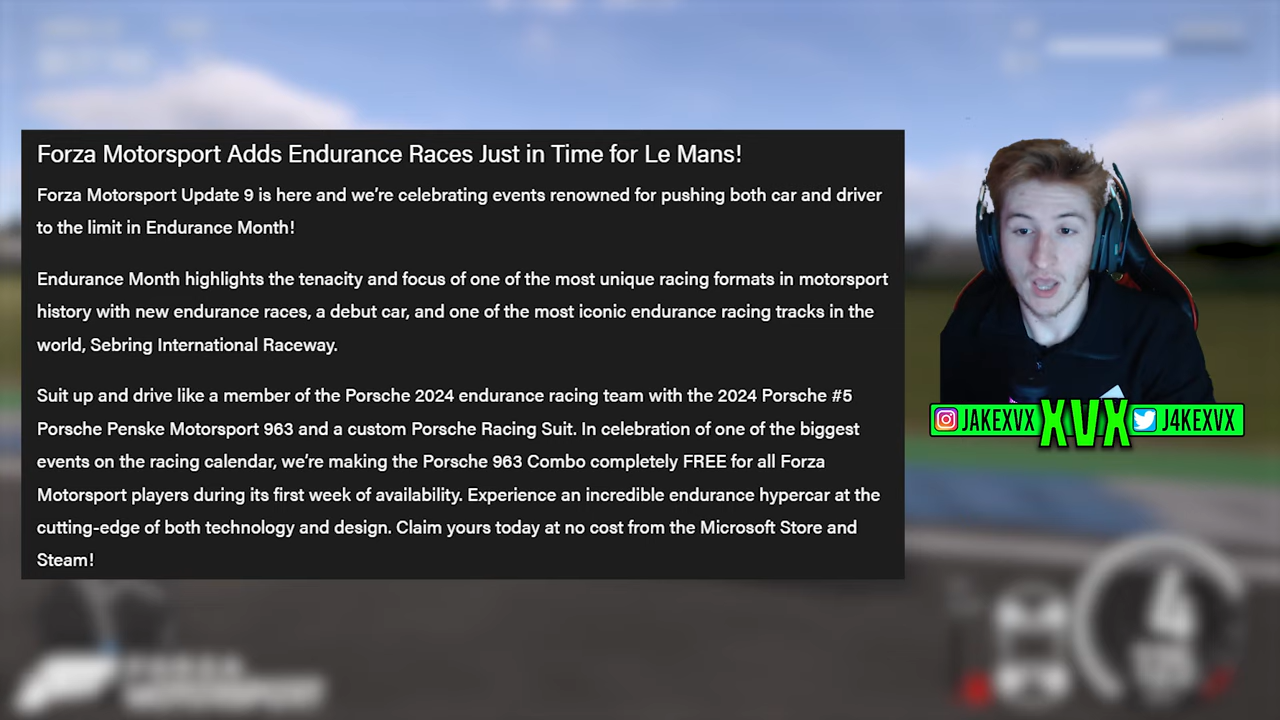 Forza Motorsport Adds Endurance Races Just in Time for Le Mans!
Forza Motorsport Update 9 is here and we’re celebrating events renowned for pushing both car and driver
to the limit in Endurance Month!
Endurance Month highlights the tenacity and focus of one of the most unique racing formats in motorsport
history with new endurance races, a debut car, and one of the most iconic endurance racing tracks in the
world, Sebring International Raceway.
Suit up and drive like a member of the Porsche 2024 endurance racing team with the 2024 Porsche #5
Porsche Penske Motorsport 963 and a custom Porsche Racing Suit. In celebration of one of the biggest
events on the racing calendar, we’re making the Porsche 963 Combo completely FREE for all Forza
Motorsport players during its first week of availability. Experience an incredible endurance hypercar at the
cutting-edge of both technology and design. Claim yours today at no cost from the Microsoft Store and
Steam!
JAKEXVX XVX J4KEXVX
FORZA
MOTORSPORT